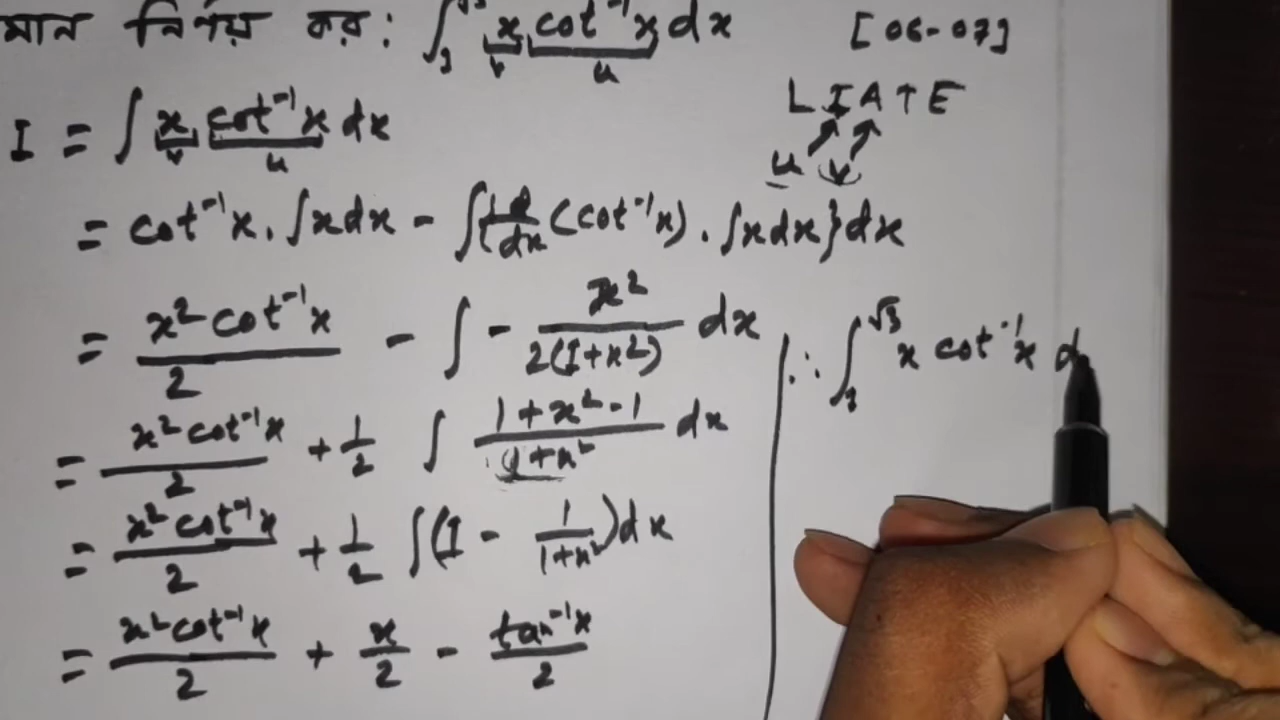 মান নির্ণয় কর: ∫₁^√3 x cot⁻¹x dx [06-07]
v u
L I A T E
I = ∫ x cot⁻¹x dx
v u
u v
= cot⁻¹x . ∫x dx - ∫{d/dx (cot⁻¹x) . ∫x dx} dx
= x² cot⁻¹x / 2 - ∫ - x² / 2(1+x²) dx
∴ ∫₁^√3 x cot⁻¹x d
= x² cot⁻¹x / 2 + 1/2 ∫ 1+x²-1 / 1+x² dx
= x² cot⁻¹x / 2 + 1/2 ∫(1 - 1/1+x²) dx
= x² cot⁻¹x / 2 + x/2 - tan⁻¹x / 2